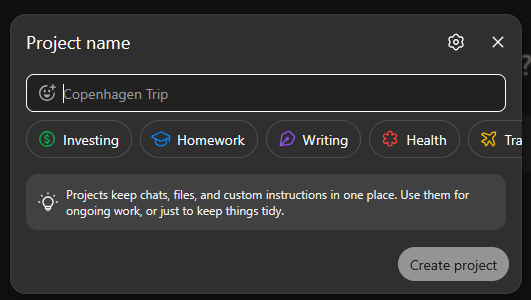 Project name
Copenhagen Trip
Investing
Homework
Writing
Health
Tra
Projects keep chats, files, and custom instructions in one place. Use them for
ongoing work, or just to keep things tidy.
Create project
?